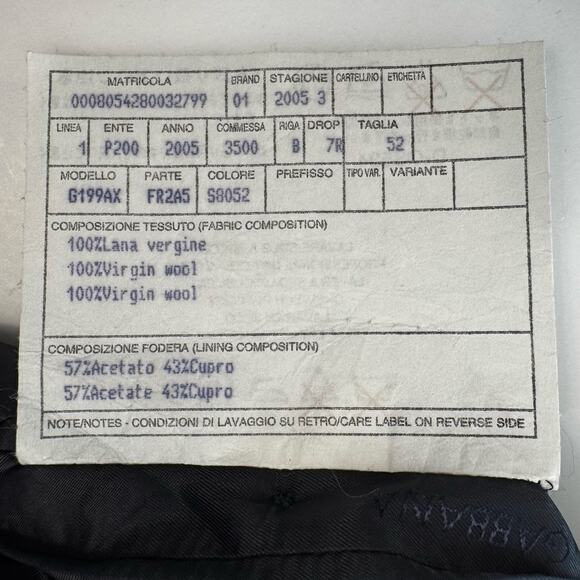 MATRICOLA BRAND STAGIONE CARTELLINO ETICHETTA
0008054280032799 01 2005 3
LINEA ENTE ANNO COMMESSA RIGA DROP TAGLIA
1 P200 2005 3500 B 7R 52
MODELLO PARTE COLORE PREFISSO TIPO VAR. VARIANTE
G199AX FR2A5 S8052
COMPOSIZIONE TESSUTO (FABRIC COMPOSITION)
100%Lana vergine
100%Virgin wool
100%Virgin wool
COMPOSIZIONE FODERA (LINING COMPOSITION)
57%Acetato 43%Cupro
57%Acetate 43%Cupro
NOTE/NOTES - CONDIZIONI DI LAVAGGIO SU RETRO/CARE LABEL ON REVERSE SIDE
GABBANA